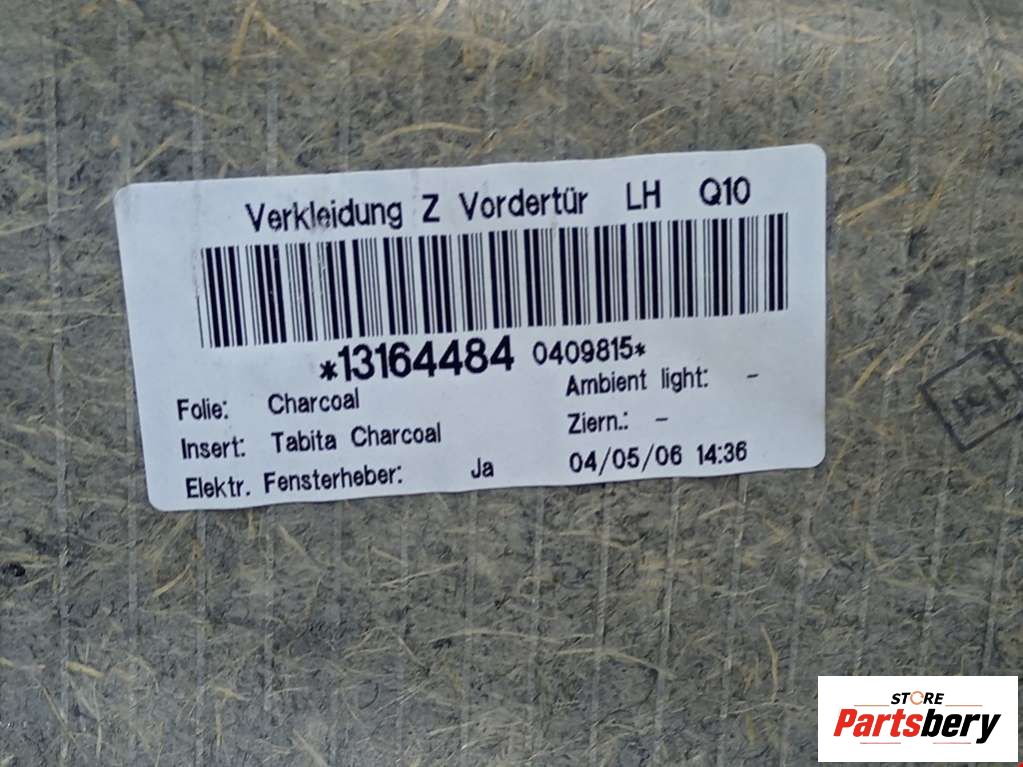 Verkleidung Z Vordertür LH Q10
*13164484 0409815*
Folie: Charcoal
Ambient light: -
Insert: Tabita Charcoal
Ziern.: -
Elektr. Fensterheber: Ja
04/05/06 14:36
STORE
Partsbery